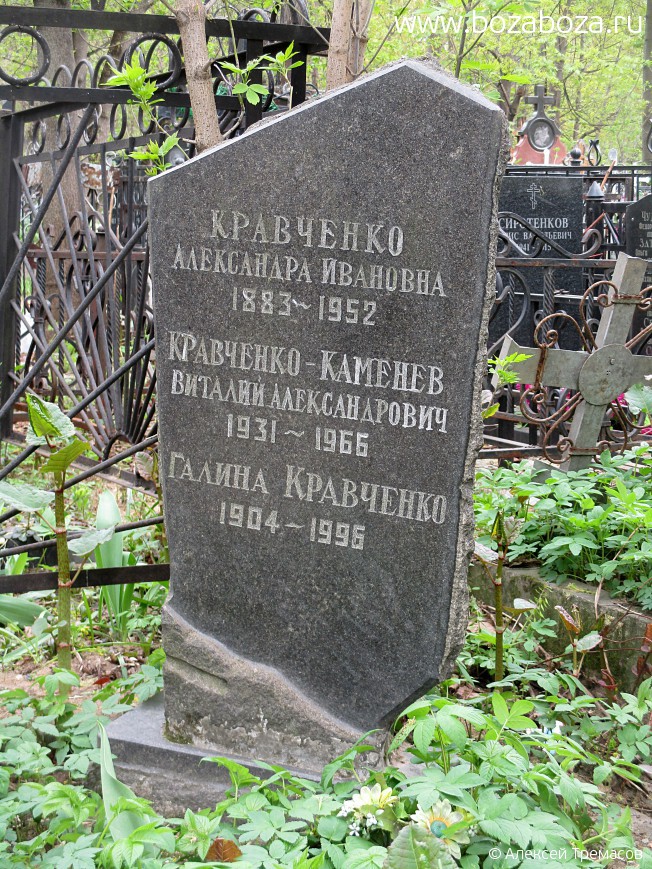 www.bozaboza.ru
КРАВЧЕНКО
АЛЕКСАНДРА ИВАНОВНА
1883~1952
КРАВЧЕНКО-КАМЕНЕВ
ВИТАЛИЙ АЛЕКСАНДРОВИЧ
1931~1966
ГАЛИНА КРАВЧЕНКО
1904~1996
СИРОТЕНКОВ
© Алексей Тремасов